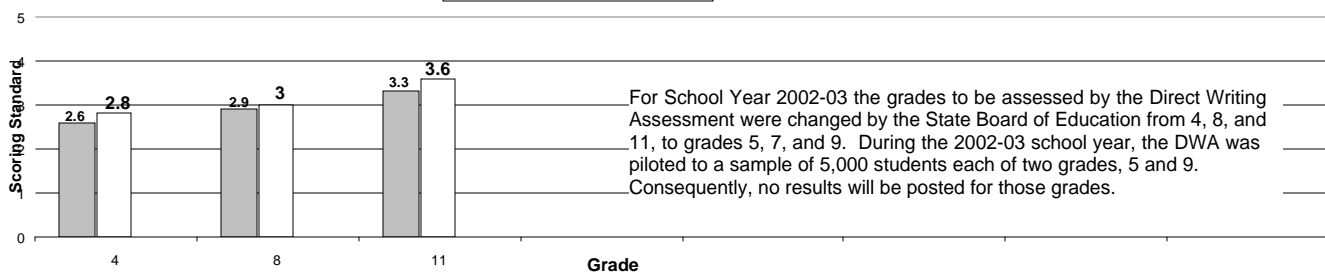 5
4
3
2
1
0
Scoring Standard
2.6
2.8
2.9
3
3.3
3.6
For School Year 2002-03 the grades to be assessed by the Direct Writing
Assessment were changed by the State Board of Education from 4, 8, and
11, to grades 5, 7, and 9. During the 2002-03 school year, the DWA was
piloted to a sample of 5,000 students each of two grades, 5 and 9.
Consequently, no results will be posted for those grades.
4
8
11
Grade